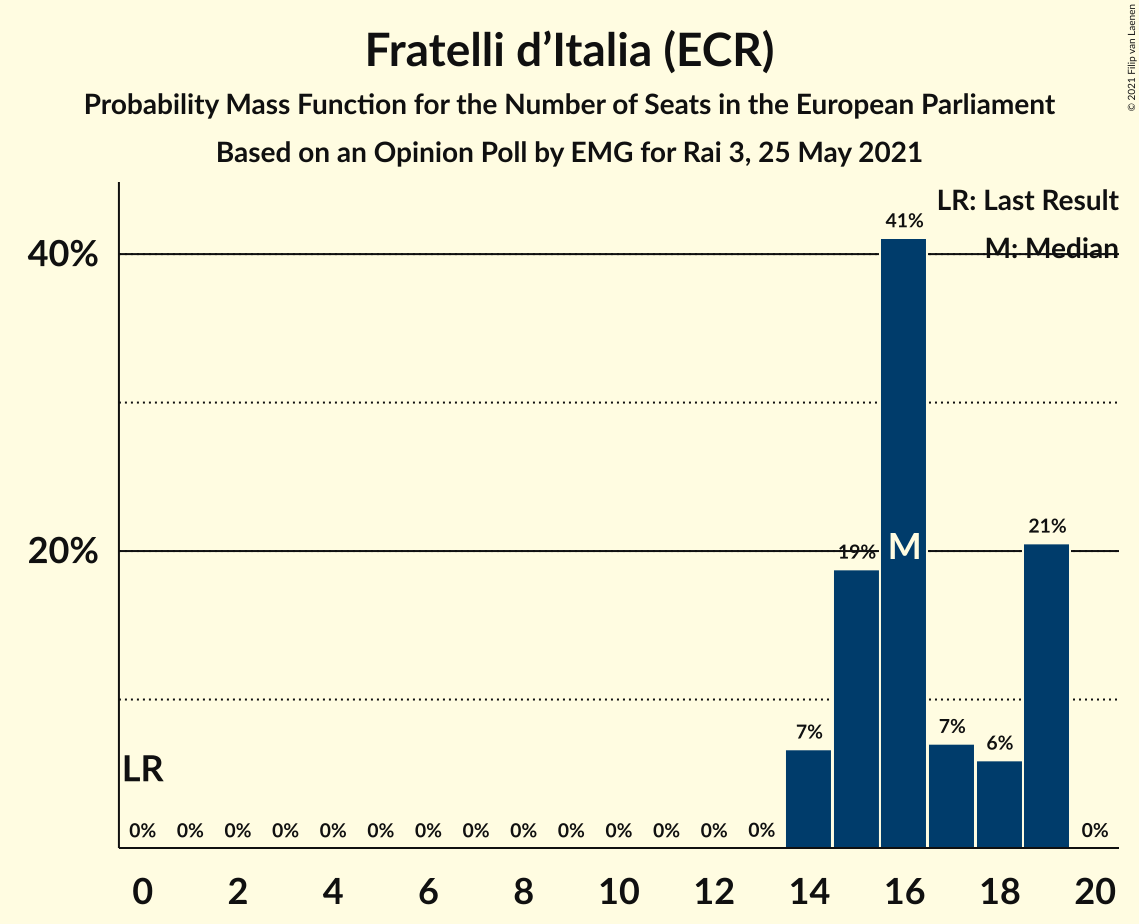 Fratelli d’Italia (ECR)
Probability Mass Function for the Number of Seats in the European Parliament
Based on an Opinion Poll by EMG for Rai 3, 25 May 2021
© 2021 Filip van Laenen
LR: Last Result
M: Median
41%
40%
21%
20%
19%
M
7%
7%
6%
LR
0% 0% 0% 0% 0% 0% 0% 0% 0% 0% 0% 0% 0% 0% 0%
0 2 4 6 8 10 12 14 16 18 20